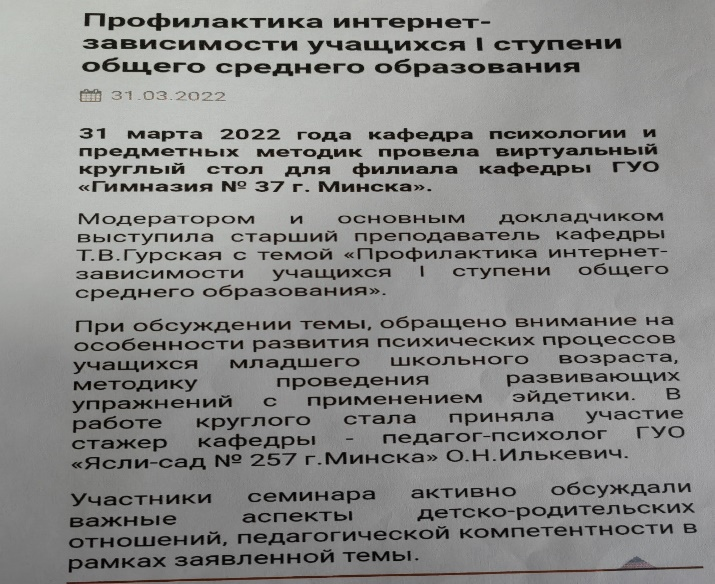 Профилактика интернет-
зависимости учащихся I ступени
общего среднего образования
31.03.2022
31 марта 2022 года кафедра психологии и
предметных методик провела виртуальный
круглый стол для филиала кафедры ГУО
«Гимназия № 37 г. Минска».
Модератором и основным докладчиком
выступила старший преподаватель кафедры
Т.В.Гурская с темой «Профилактика интернет-
зависимости учащихся I ступени общего
среднего образования».
При обсуждении темы, обращено внимание на
особенности развития психических процессов
учащихся младшего школьного возраста,
методику проведения развивающих
упражнений с применением эйдетики. В
работе круглого стала приняла участие
стажер кафедры - педагог-психолог ГУО
«Ясли-сад № 257 г.Минска» О.Н.Илькевич.
Участники семинара активно обсуждали
важные аспекты детско-родительских
отношений, педагогической компетентности в
рамках заявленной темы.